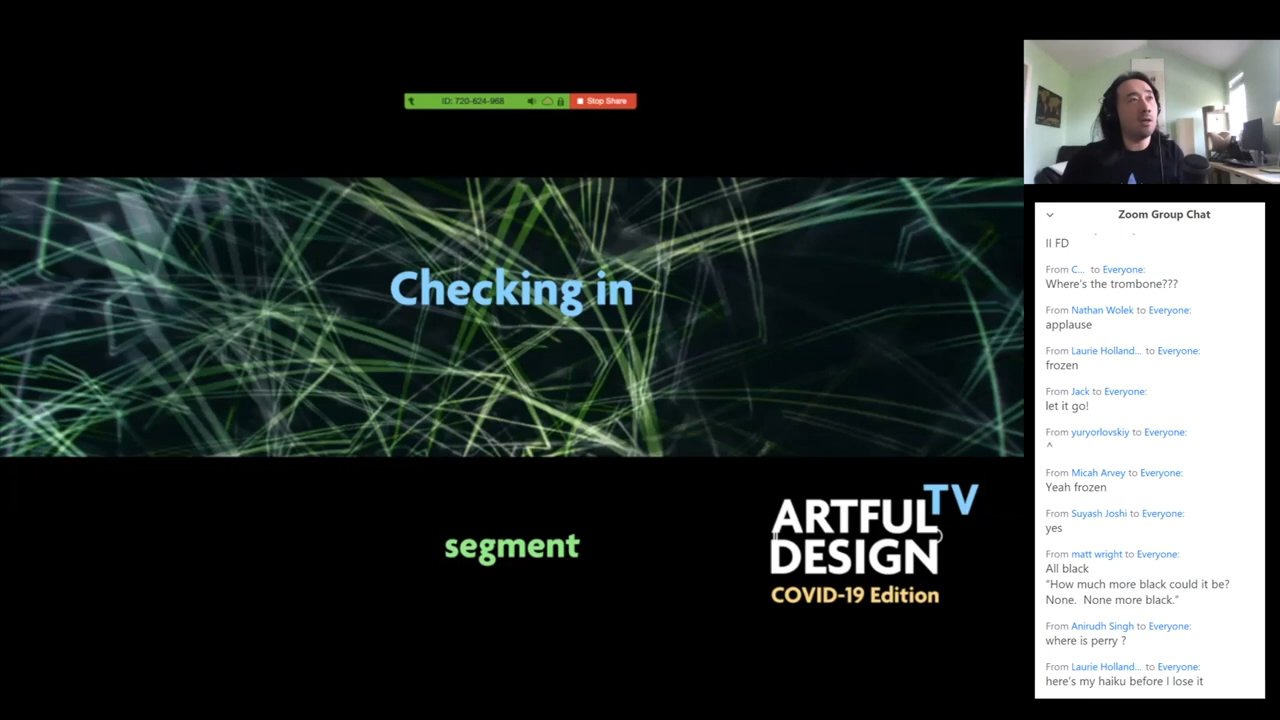 ID: 720-824-968
Stop Share
Checking in
segment
ARTFUL TV
DESIGN
COVID-19 Edition
Zoom Group Chat
II FD
From C... to Everyone:
Where's the trombone???
From Nathan Wolek to Everyone:
applause
From Laurie Holland... to Everyone:
frozen
From Jack to Everyone:
let it go!
From yuryorlovskiy to Everyone:
^
From Micah Arvey to Everyone:
Yeah frozen
From Suyash Joshi to Everyone:
yes
From matt wright to Everyone:
All black
“How much more black could it be?
None.  None more black.”
From Anirudh Singh to Everyone:
where is perry ?
From Laurie Holland... to Everyone:
here's my haiku before I lose it